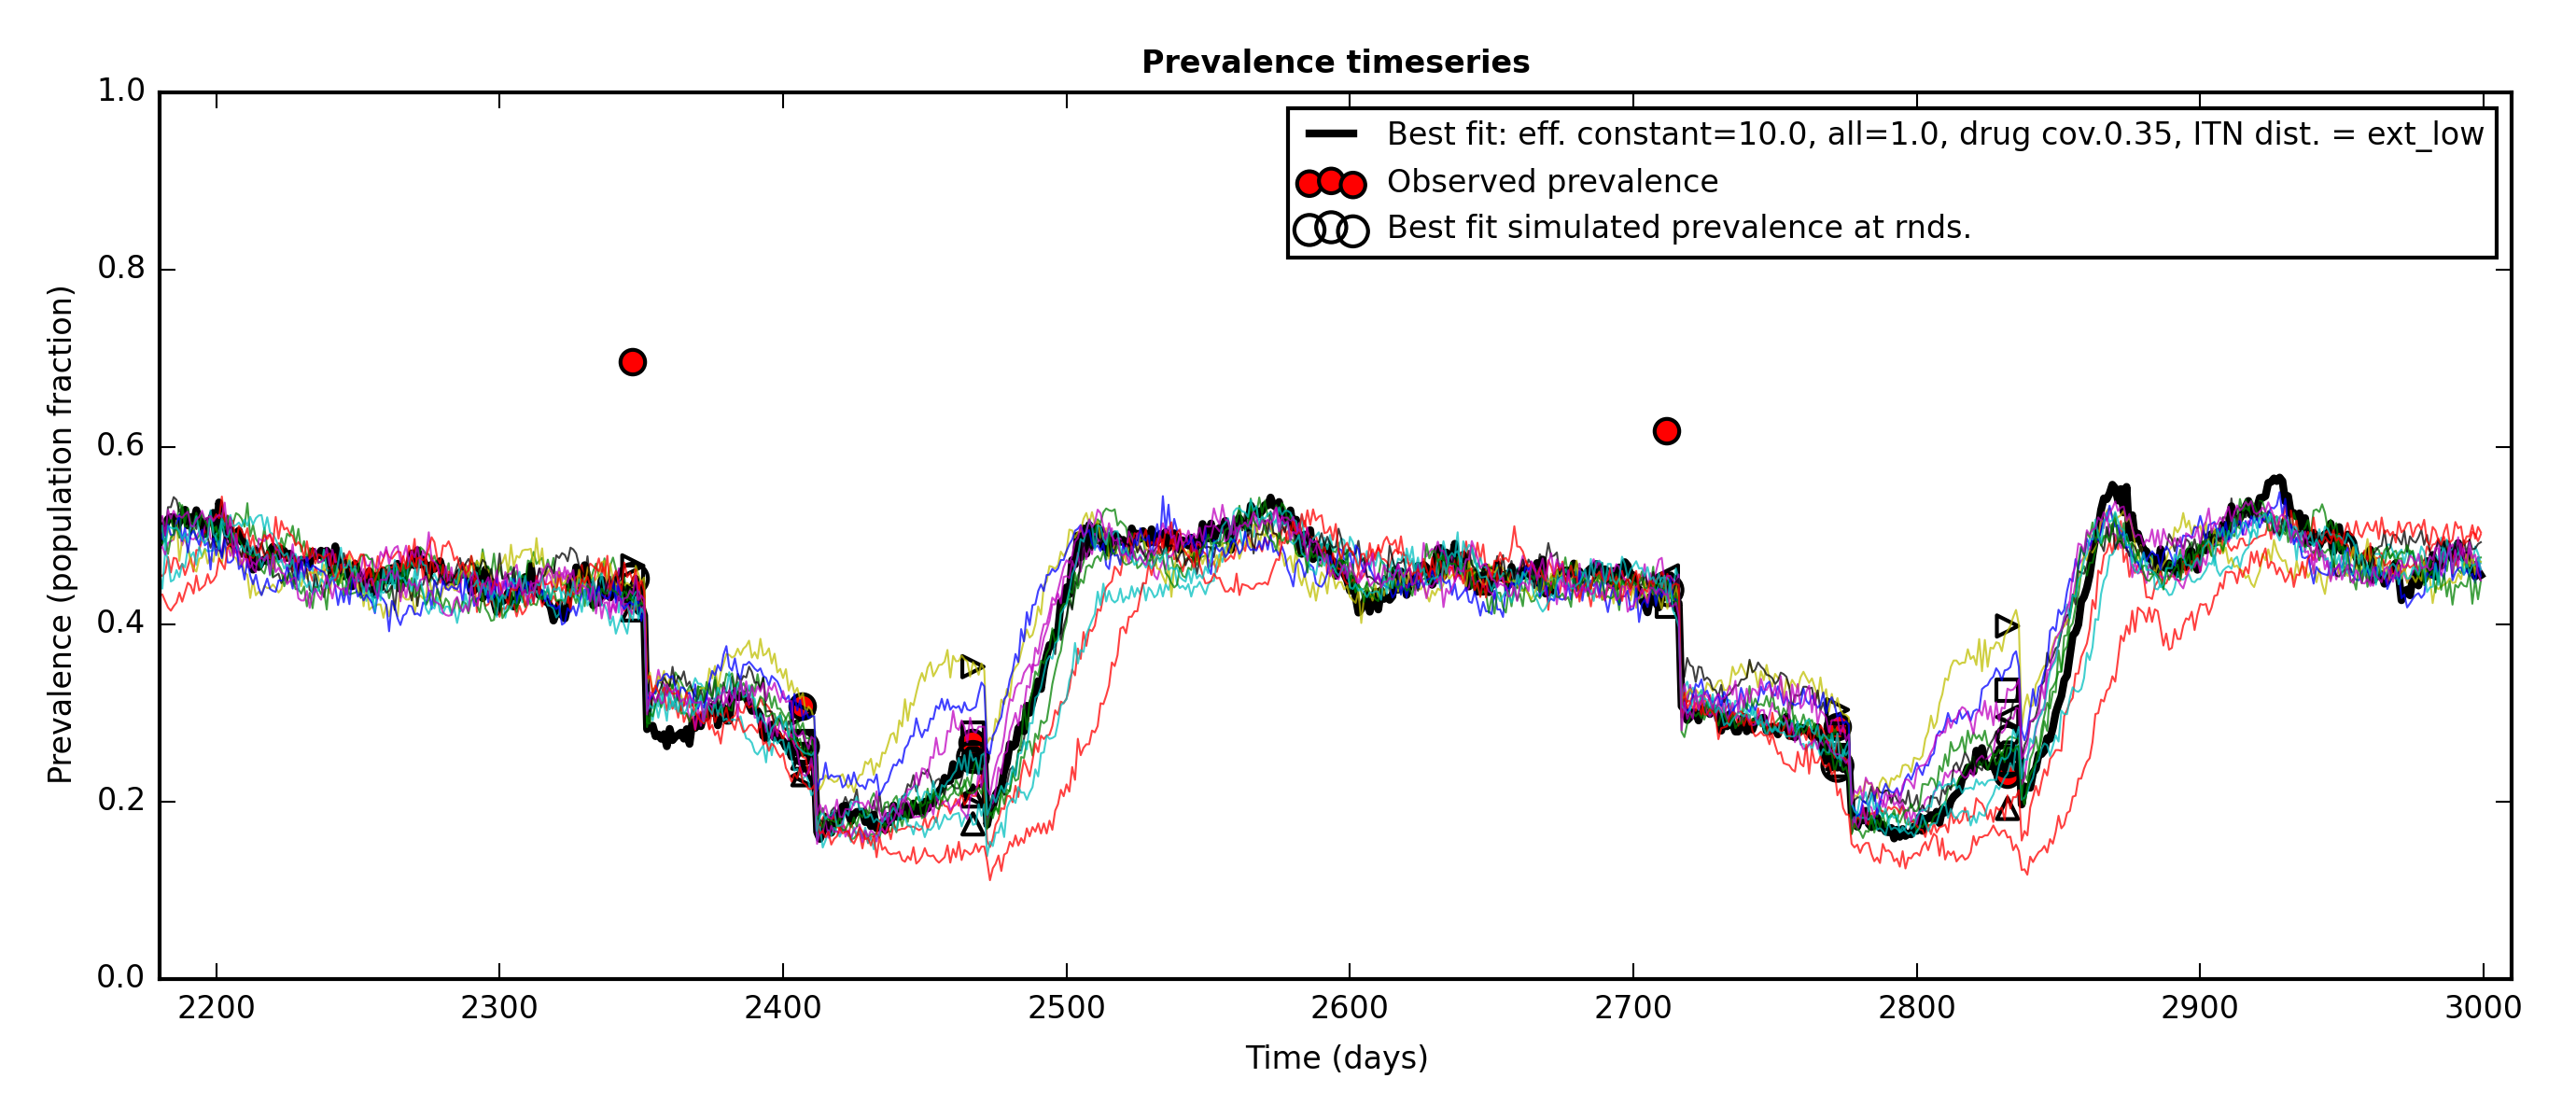 Prevalence timeseries
Best fit: eff. constant=10.0, all=1.0, drug cov.0.35, ITN dist. = ext_low
Observed prevalence
Best fit simulated prevalence at rnds.
Prevalence (population fraction)
1.0
0.8
0.6
0.4
0.2
0.0
2200 2300 2400 2500 2600 2700 2800 2900 3000
Time (days)